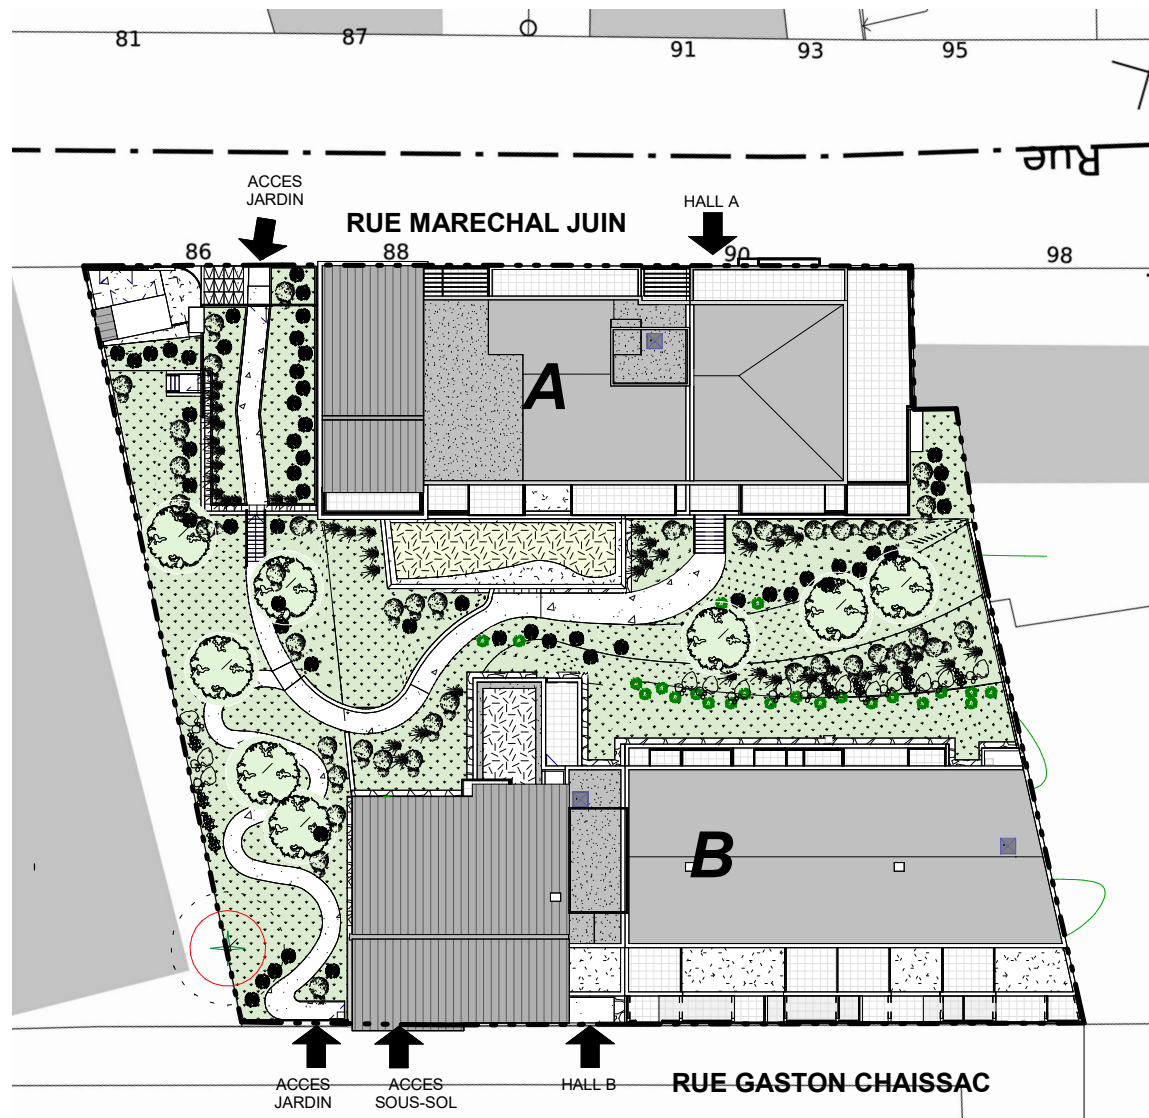 81
87
91
93
95
Rue
ACCES
JARDIN
RUE MARECHAL JUIN
HALL A
86
88
90
98
A
B
ACCES
JARDIN
ACCES
SOUS-SOL
HALL B
RUE GASTON CHAISSAC